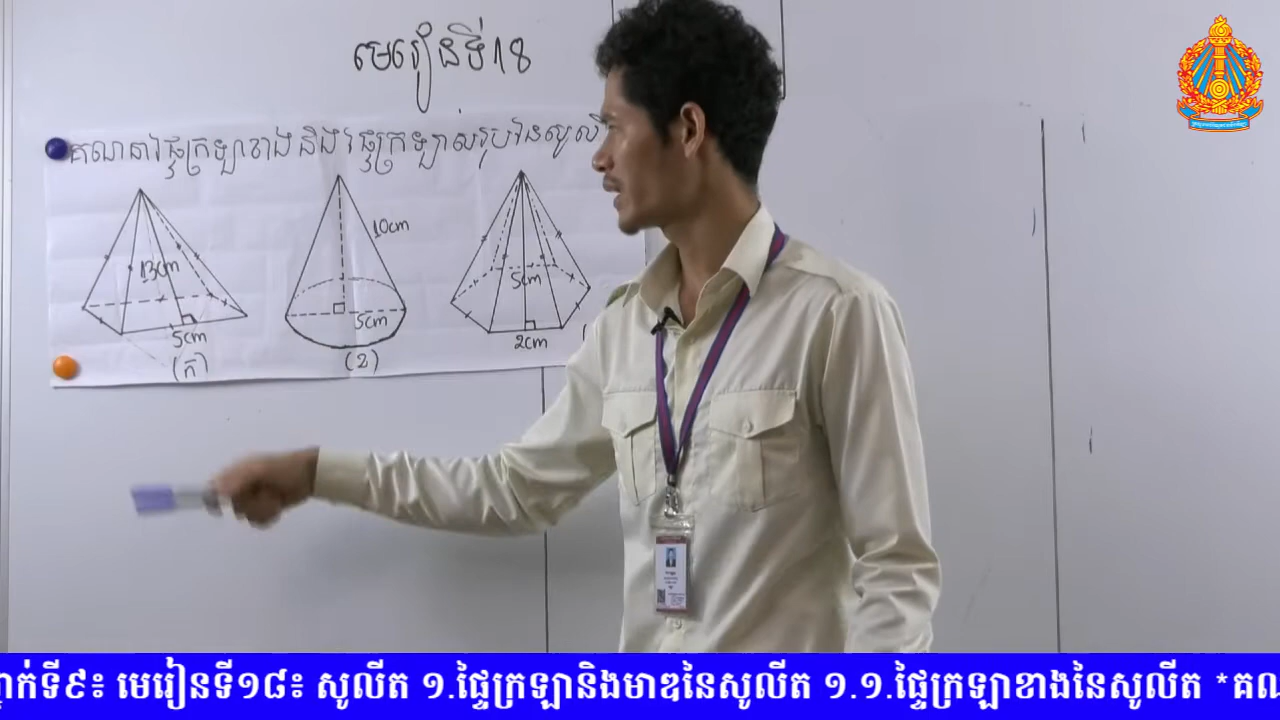 មេរៀនទី18
គណនាផ្ទៃក្រឡាខាង និង ផ្ទៃក្រឡាសរុបនៃសូលី
13cm
5cm
(ក)
10cm
5cm
(2)
5cm
2cm
ាក់ទី៩៖ មេរៀនទី១៨៖ សូលីត ១.ផ្ទៃក្រឡានិងមាឌនៃសូលីត ១.១.ផ្ទៃក្រឡាខាងនៃសូលីត *គណ